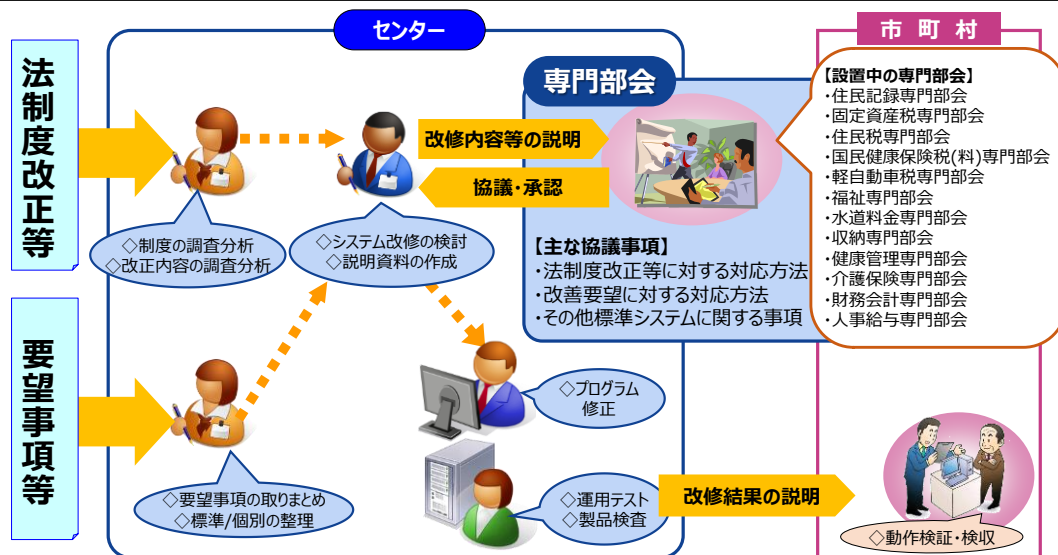 センター
市町村
法制度改正等
専門部会
改修内容等の説明
協議・承認
◇制度の調査分析
◇改正内容の調査分析
◇システム改修の検討
◇説明資料の作成
【主な協議事項】
・法制度改正等に対する対応方法
・改善要望に対する対応方法
・その他標準システムに関する事項
【設置中の専門部会】
・住民記録専門部会
・固定資産税専門部会
・住民税専門部会
・国民健康保険税(料)専門部会
・軽自動車税専門部会
・福祉専門部会
・水道料金専門部会
・収納専門部会
・健康管理専門部会
・介護保険専門部会
・財務会計専門部会
・人事給与専門部会
要望事項等
◇要望事項の取りまとめ
◇標準/個別の整理
◇プログラム
修正
◇運用テスト
◇製品検査
改修結果の説明
◇動作検証・検収